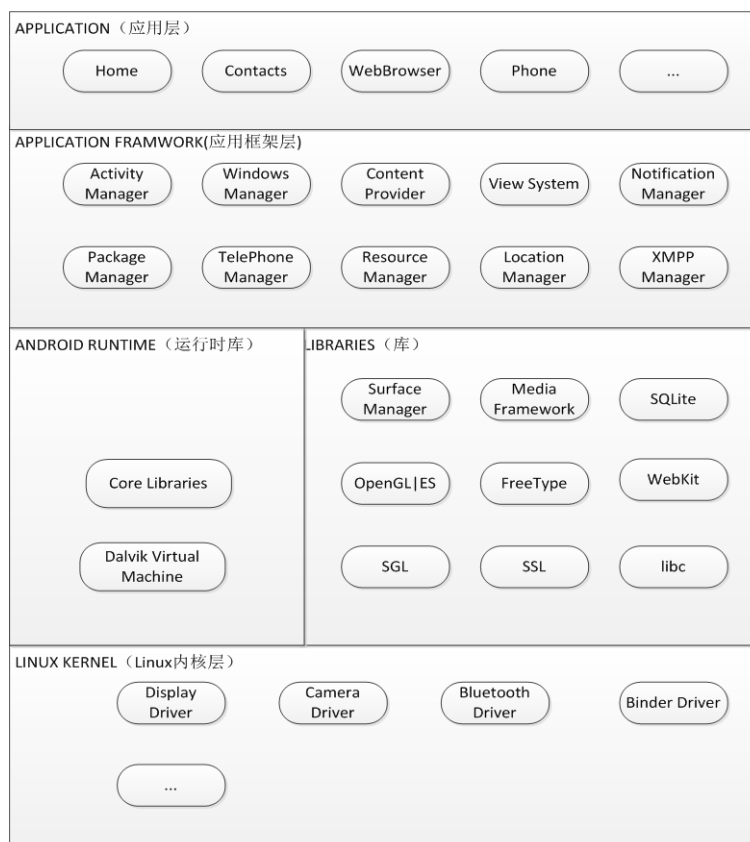 APPLICATION（应用层）
Home
Contacts
WebBrowser
Phone
...
APPLICATION FRAMWORK(应用框架层)
Activity
Manager
Windows
Manager
Content
Provider
View System
Notification
Manager
Package
Manager
TelePhone
Manager
Resource
Manager
Location
Manager
XMPP
Manager
ANDROID RUNTIME（运行时库）
Core Libraries
Dalvik Virtual
Machine
LIBRARIES（库）
Surface
Manager
Media
Framework
SQLite
OpenGL|ES
FreeType
WebKit
SGL
SSL
libc
LINUX KERNEL（Linux内核层）
Display
Driver
Camera
Driver
Bluetooth
Driver
Binder Driver
...